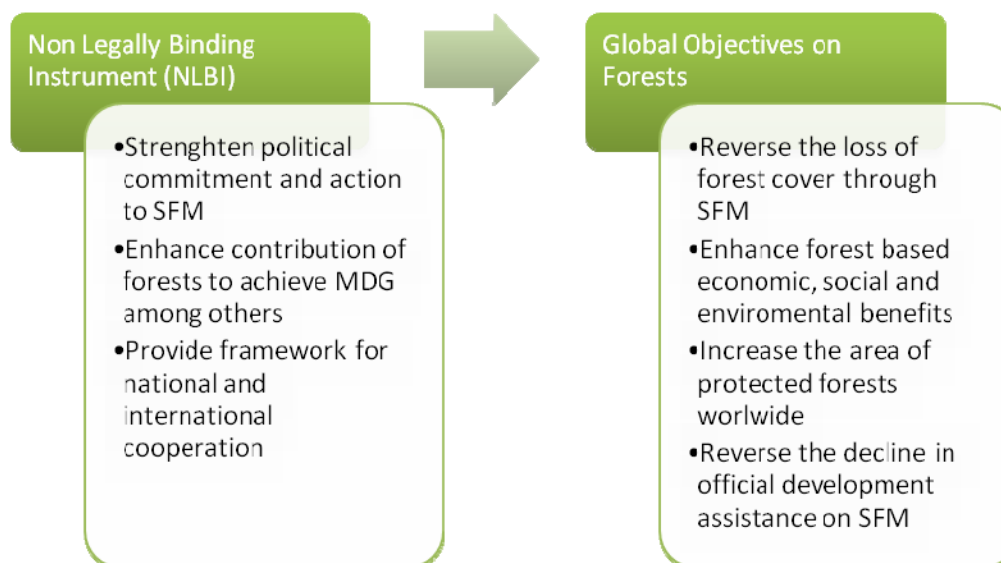 Non Legally Binding
Instrument (NLBI)
•Strenghten political
commitment and action
to SFM
•Enhance contribution of
forests to achieve MDG
among others
•Provide framework for
national and
international
cooperation
Global Objectives on
Forests
•Reverse the loss of
forest cover through
SFM
•Enhance forest based
economic, social and
enviromental benefits
•Increase the area of
protected forests
worlwide
•Reverse the decline in
official development
assistance on SFM